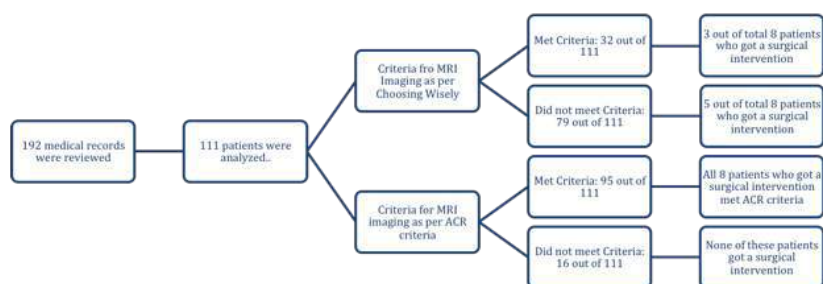 192 medical records
were reviewed
111 patients were
analyzed..
Criteria fro MRI
Imaging as per
Choosing Wisely
Met Criteria: 32 out of
111
3 out of total 8 patients
who got a surgical
intervention
Did not meet Criteria:
79 out of 111
5 out of total 8 patients
who got a surgical
intervention
Criteria for MRI
imaging as per ACR
criteria
Met Criteria: 95 out of
111
All 8 patients who got a
surgical intervention
met ACR criteria
Did not meet Criteria:
16 out of 111
None of these patients
got a surgical
intervention